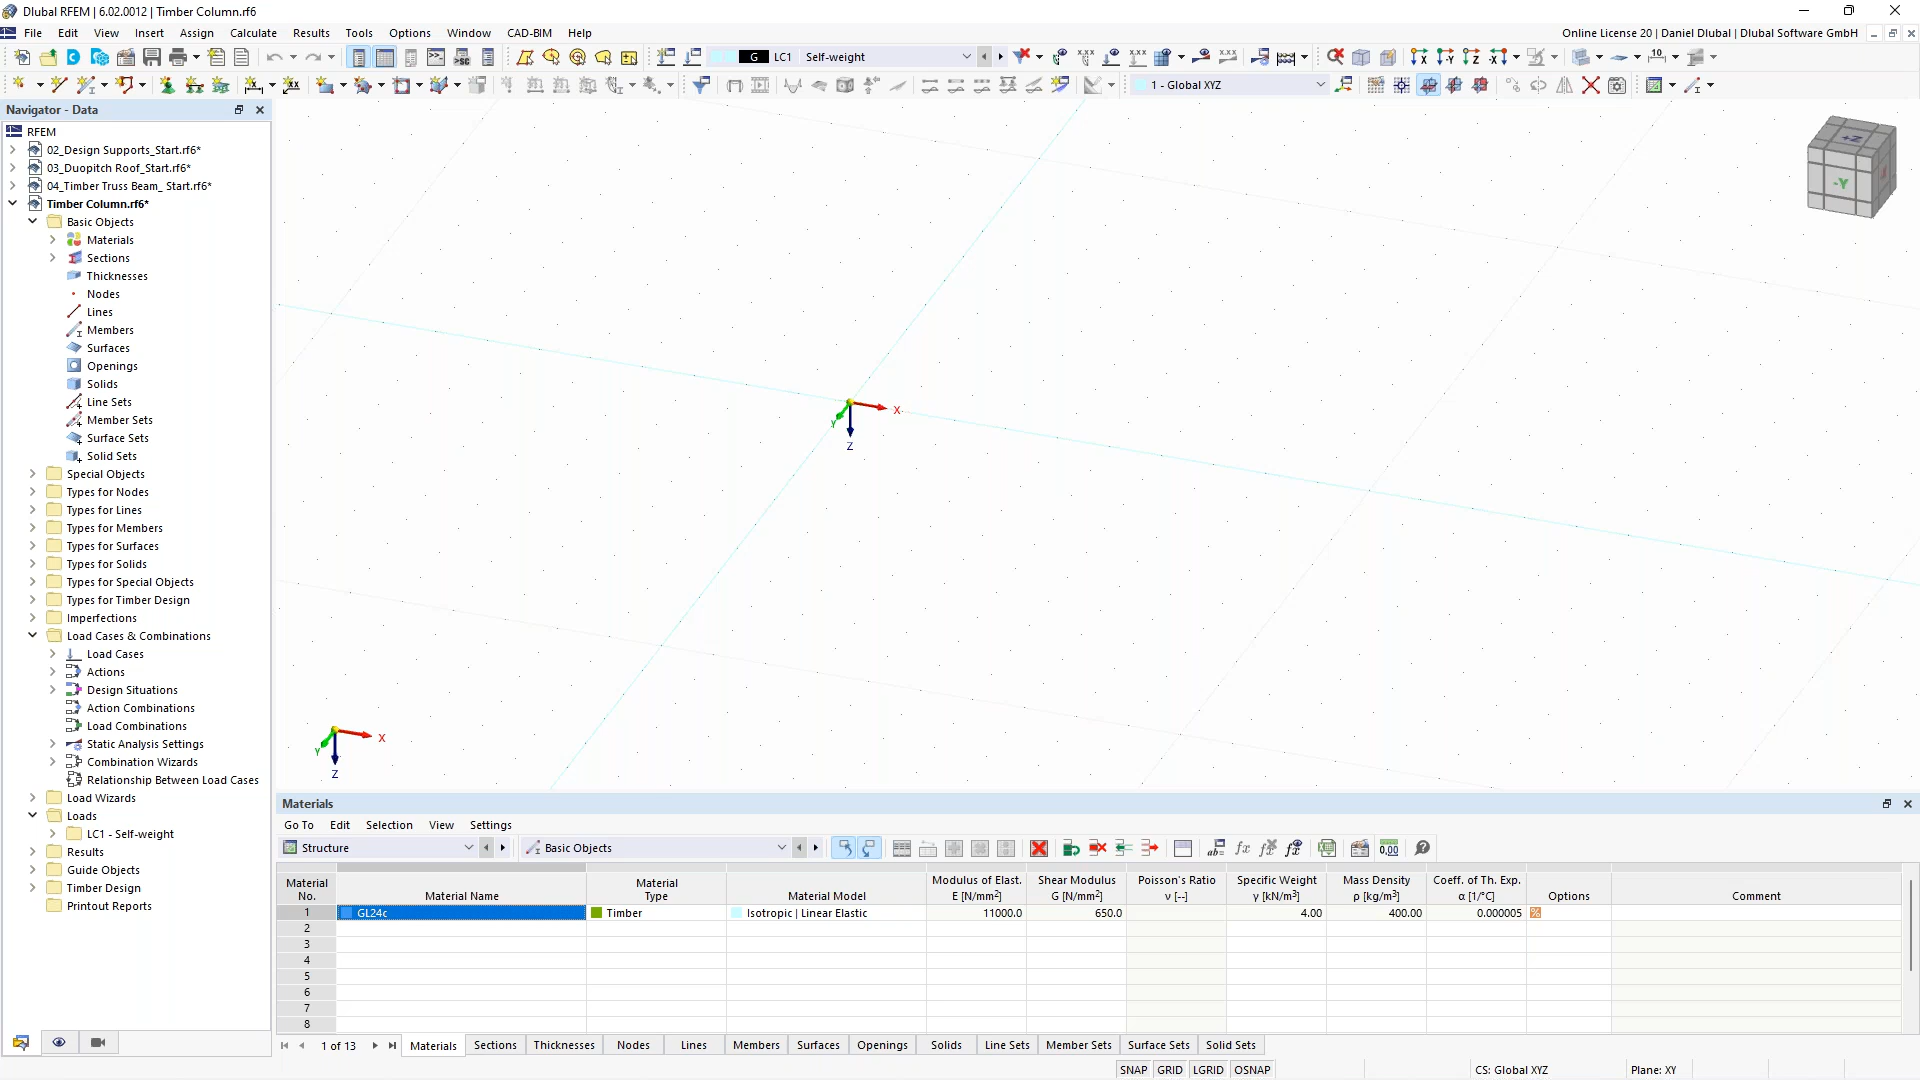 Dlubal RFEM | 6.02.0012 | Timber Column.rf6
File Edit View Insert Assign Calculate Results Tools Options Window CAD-BIM Help
Online License 20 | Daniel Dlubal | Dlubal Software GmbH
G LC1 Self-weight
1 - Global XYZ
Navigator - Data
RFEM
02_Design Supports_Start.rf6*
03_Duopitch Roof_Start.rf6*
04_Timber Truss Beam_ Start.rf6*
Timber Column.rf6*
Basic Objects
Materials
Sections
Thicknesses
Nodes
Lines
Members
Surfaces
Openings
Solids
Line Sets
Member Sets
Surface Sets
Solid Sets
Special Objects
Types for Nodes
Types for Lines
Types for Members
Types for Surfaces
Types for Solids
Types for Special Objects
Types for Timber Design
Imperfections
Load Cases & Combinations
Load Cases
Actions
Design Situations
Action Combinations
Load Combinations
Static Analysis Settings
Combination Wizards
Relationship Between Load Cases
Load Wizards
Loads
LC1 - Self-weight
Results
Guide Objects
Timber Design
Printout Reports
+Z
-Y
X
Y
Z
X
Y
Z
Materials
Go To Edit Selection View Settings
Structure Basic Objects
Material No. Material Name Material Type Material Model Modulus of Elast. E [N/mm²] Shear Modulus G [N/mm²] Poisson's Ratio ν [--] Specific Weight γ [kN/m³] Mass Density ρ [kg/m³] Coeff. of Th. Exp. α [1/°C] Options Comment
1 GL24c Timber Isotropic | Linear Elastic 11000.0 650.0 4.00 400.00 0.000005
2
3
4
5
6
7
8
1 of 13 Materials Sections Thicknesses Nodes Lines Members Surfaces Openings Solids Line Sets Member Sets Surface Sets Solid Sets
SNAP GRID LGRID OSNAP CS: Global XYZ Plane: XY